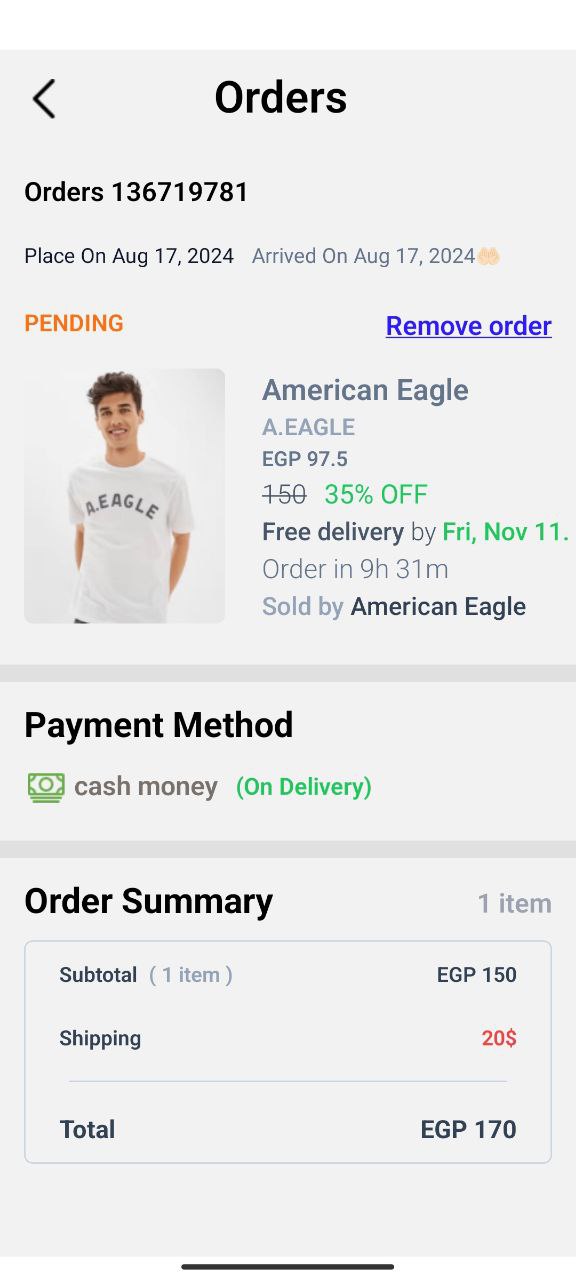 Orders
Orders 136719781
Place On Aug 17, 2024 Arrived On Aug 17, 2024🤲🏻
PENDING Remove order
American Eagle
A.EAGLE
EGP 97.5
150 35% OFF
Free delivery by Fri, Nov 11.
Order in 9h 31m
Sold by American Eagle
A.EAGLE
Payment Method
cash money (On Delivery)
Order Summary 1 item
Subtotal ( 1 item ) EGP 150
Shipping 20$
Total EGP 170